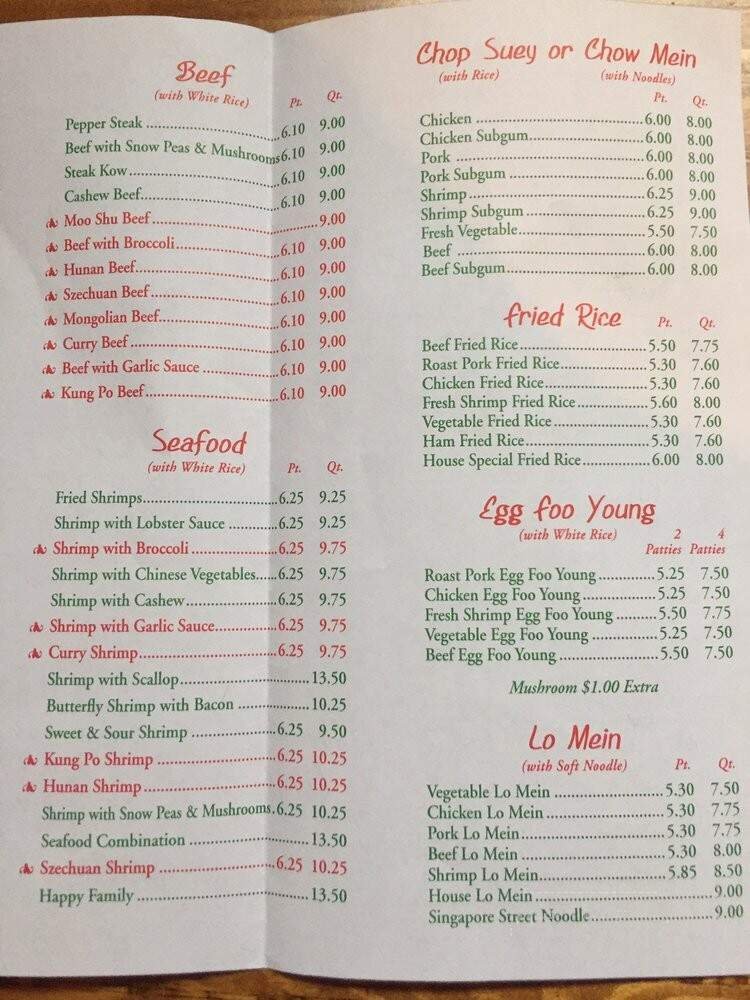 Beef
(with White Rice) Pt. Qt.
Pepper Steak 6.10 9.00
Beef with Snow Peas & Mushrooms 6.10 9.00
Steak Kow 6.10 9.00
Cashew Beef 6.10 9.00
Moo Shu Beef 9.00
Beef with Broccoli 6.10 9.00
Hunan Beef 6.10 9.00
Szechuan Beef 6.10 9.00
Mongolian Beef 6.10 9.00
Curry Beef 6.10 9.00
Beef with Garlic Sauce 6.10 9.00
Kung Po Beef 6.10 9.00
Seafood
(with White Rice) Pt. Qt.
Fried Shrimps 6.25 9.25
Shrimp with Lobster Sauce 6.25 9.25
Shrimp with Broccoli 6.25 9.75
Shrimp with Chinese Vegetables 6.25 9.75
Shrimp with Cashew 6.25 9.75
Shrimp with Garlic Sauce 6.25 9.75
Curry Shrimp 6.25 9.75
Shrimp with Scallop 13.50
Butterfly Shrimp with Bacon 10.25
Sweet & Sour Shrimp 6.25 9.50
Kung Po Shrimp 6.25 10.25
Hunan Shrimp 6.25 10.25
Shrimp with Snow Peas & Mushrooms 6.25 10.25
Seafood Combination 13.50
Szechuan Shrimp 6.25 10.25
Happy Family 13.50
Chop Suey or Chow Mein
(with Rice) (with Noodles)
Pt. Qt.
Chicken 6.00 8.00
Chicken Subgum 6.00 8.00
Pork 6.00 8.00
Pork Subgum 6.00 8.00
Shrimp 6.25 9.00
Shrimp Subgum 6.25 9.00
Fresh Vegetable 5.50 7.50
Beef 6.00 8.00
Beef Subgum 6.00 8.00
Fried Rice Pt. Qt.
Beef Fried Rice 5.50 7.75
Roast Pork Fried Rice 5.30 7.60
Chicken Fried Rice 5.30 7.60
Fresh Shrimp Fried Rice 5.60 8.00
Vegetable Fried Rice 5.30 7.60
Ham Fried Rice 5.30 7.60
House Special Fried Rice 6.00 8.00
Egg Foo Young
(with White Rice) 2 4
Patties Patties
Roast Pork Egg Foo Young 5.25 7.50
Chicken Egg Foo Young 5.25 7.50
Fresh Shrimp Egg Foo Young 5.50 7.75
Vegetable Egg Foo Young 5.25 7.50
Beef Egg Foo Young 5.50 7.50
Mushroom $1.00 Extra
Lo Mein
(with Soft Noodle) Pt. Qt.
Vegetable Lo Mein 5.30 7.50
Chicken Lo Mein 5.30 7.75
Pork Lo Mein 5.30 7.75
Beef Lo Mein 5.30 8.00
Shrimp Lo Mein 5.85 8.50
House Lo Mein 9.00
Singapore Street Noodle 9.00